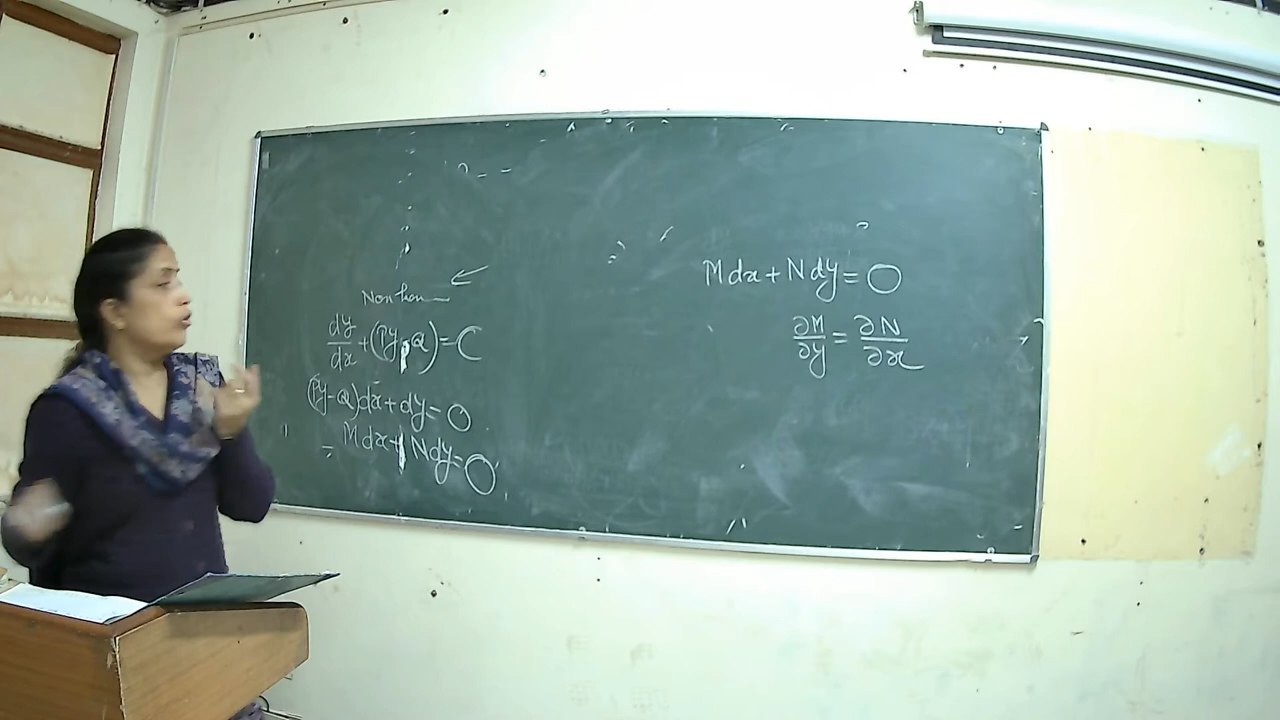 Non hom
dy/dx + (Py - Q) = 0
(Py-Q)dx + dy = 0
= Mdx + Ndy = 0
Mdx + Ndy = 0
∂M/∂y = ∂N/∂x